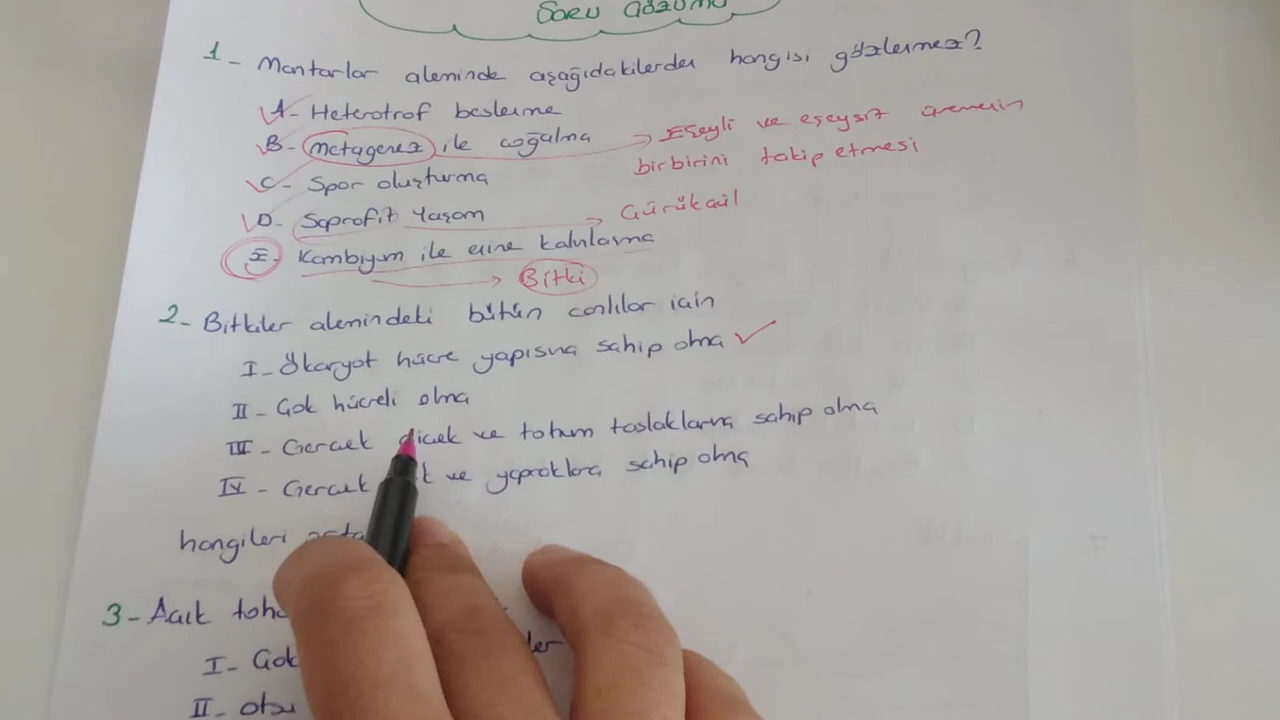 Soru Çözümü
1- Mantarlar aleminde aşağıdakilerden hangisi gözlenmez?
A- Heterotrof beslenme
B- Metagenez ile çoğalma → Eşeyli ve eşeysiz üremenin
birbirini takip etmesi
C- Spor oluşturma
D- Saprofit Yaşam → Çürükçül
E- Kambiyum ile enine kalınlaşma
→ Bitki
2- Bitkiler alemindeki bütün canlılar için
I- Ökaryot hücre yapısına sahip olma ✓
II- Çok hücreli olma
III- Gerçek çiçek ve tohum taslaklarına sahip olma
IV- Gerçek ve yapraklara sahip olma
hangileri
3- Açık
I- Çok
II- otsu